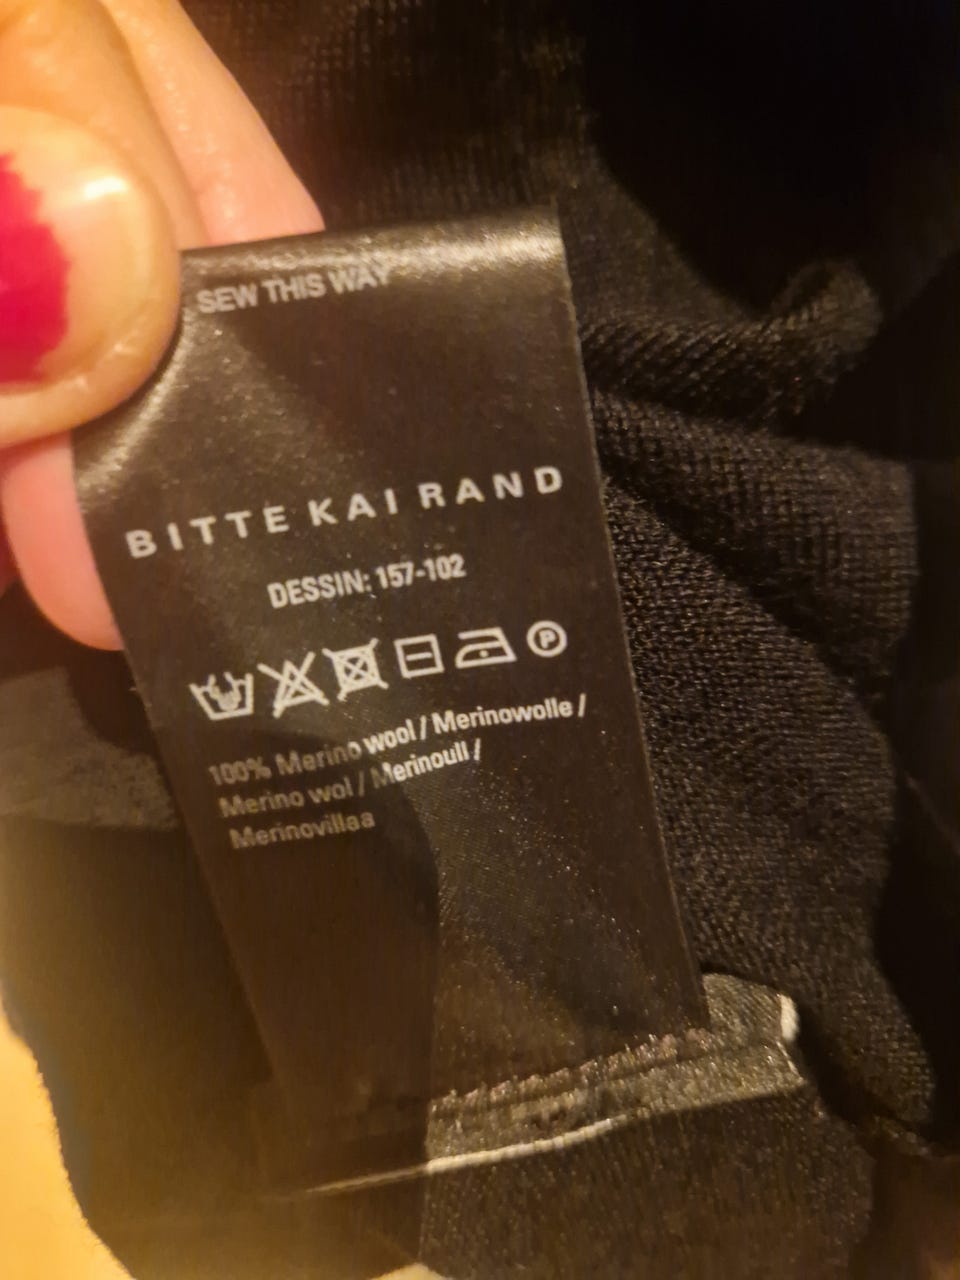 SEW THIS WAY
BITTE KAI RAND
DESSIN: 157-102
P
100% Merino wool / Merinowolle /
Merino wol / Merinoull /
Merinovillaa